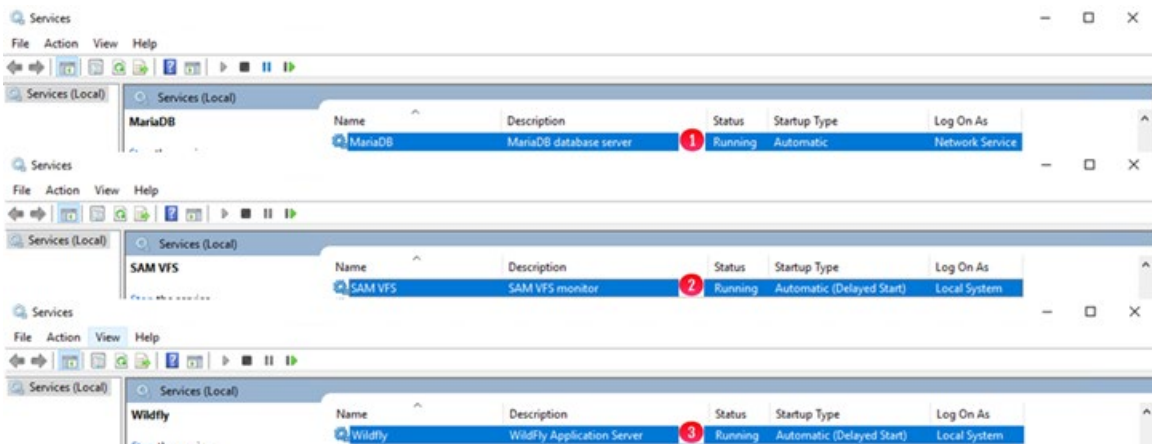 Services
File Action View Help
Services (Local) Services (Local)
MariaDB Name Description Status Startup Type Log On As
MariaDB MariaDB database server 1 Running Automatic Network Service
Services
File Action View Help
Services (Local) Services (Local)
SAM VFS Name Description Status Startup Type Log On As
SAM VFS SAM VFS monitor 2 Running Automatic (Delayed Start) Local System
Services
File Action View Help
Services (Local) Services (Local)
Wildfly Name Description Status Startup Type Log On As
Wildfly WildFly Application Server 3 Running Automatic (Delayed Start) Local System